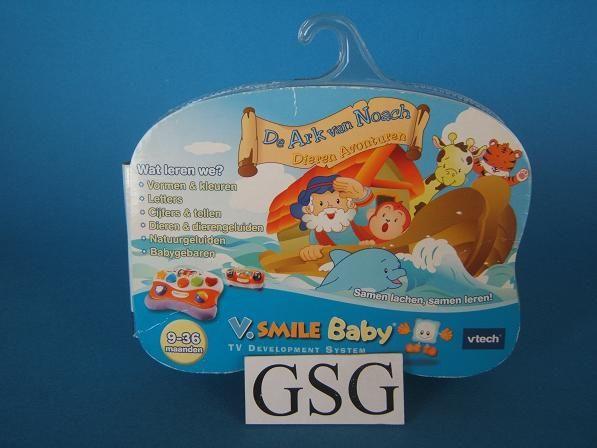 De Ark van Noach
Dieren Avonturen
Wat leren we?
• Vormen & kleuren
• Letters
• Cijfers & tellen
• Dieren & dierengeluiden
• Natuurgeluiden
• Babygebaren
Samen lachen, samen leren!
V.SMILE Baby
TV DEVELOPMENT SYSTEM
9-36
maanden
vtech
GSG